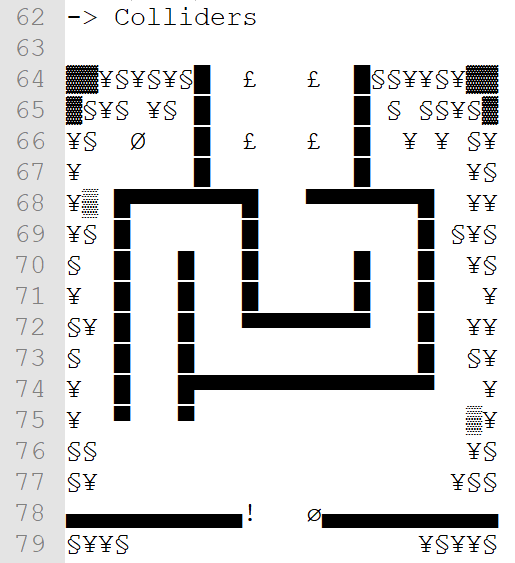 62 -> Colliders
63
64 ▓▓¥§¥§¥§█  £   £  █§§¥¥§¥▓▓
65 ▓§¥§ ¥§ █         █ § §§¥§▓
66 ¥§  Ø   █  £   £  █  ¥ ¥ §¥
67 ¥       █         █      ¥§
68 ¥▒ █▀▀▀▀▀▀▀█   ▀▀▀▀▀▀▀█  ¥¥
69 ¥§ █       █          █ §¥§
70 §  █   █   █      █   █  ¥§
71 ¥  █   █   █      █   █   ¥
72 §¥ █   █   ▀▀▀▀▀▀▀▀   █  ¥¥
73 §  █   █              █  §¥
74 ¥  █   █▀▀▀▀▀▀▀▀▀▀▀▀▀▀▀   ¥
75 ¥  ▀   ▀                 ▒¥
76 §§                       ¥§
77 §¥                      ¥§§
78 ▄▄▄▄▄▄▄▄▄▄▄!   ø▄▄▄▄▄▄▄▄▄▄▄
79 §¥¥§                  ¥§¥¥§